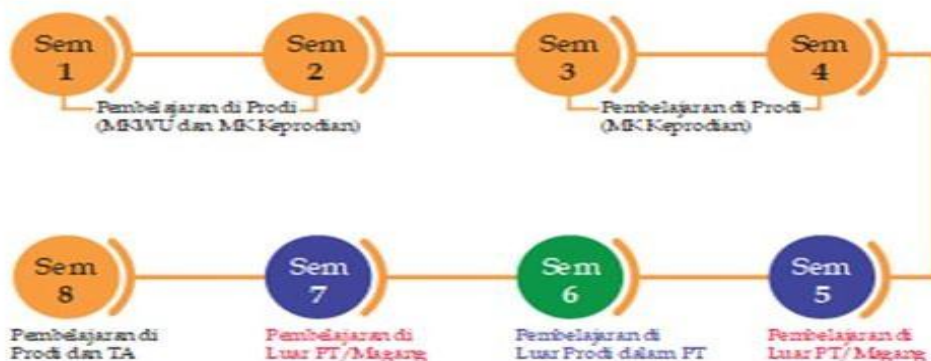 Sem
1
Sem
2
Sem
3
Sem
4
Pembelajaran di Prodi
(MKWU dan MK Keprodian)
Pembelajaran di Prodi
(MK Keprodian)
Sem
8
Sem
7
Sem
6
Sem
5
Pembelajaran di
Prodi dan TA
Pembelajaran di
Luar PT/Magang
Pembelajaran di
Luar Prodi dalam PT
Pembelajaran di
Luar PT/Magang